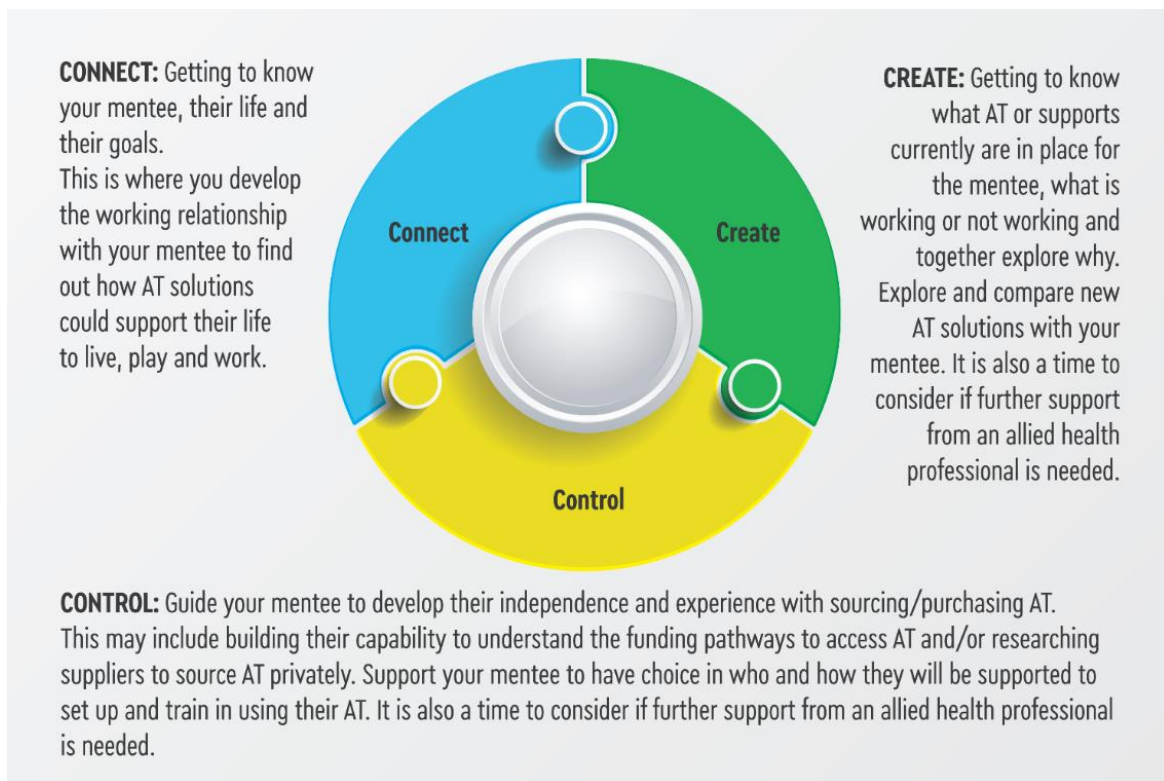 CONNECT: Getting to know
your mentee, their life and
their goals.
This is where you develop
the working relationship
with your mentee to find
out how AT solutions
could support their life
to live, play and work.
Connect
Create
Control
CREATE: Getting to know
what AT or supports
currently are in place for
the mentee, what is
working or not working and
together explore why.
Explore and compare new
AT solutions with your
mentee. It is also a time to
consider if further support
from an allied health
professional is needed.
CONTROL: Guide your mentee to develop their independence and experience with sourcing/purchasing AT.
This may include building their capability to understand the funding pathways to access AT and/or researching
suppliers to source AT privately. Support your mentee to have choice in who and how they will be supported to
set up and train in using their AT. It is also a time to consider if further support from an allied health professional
is needed.